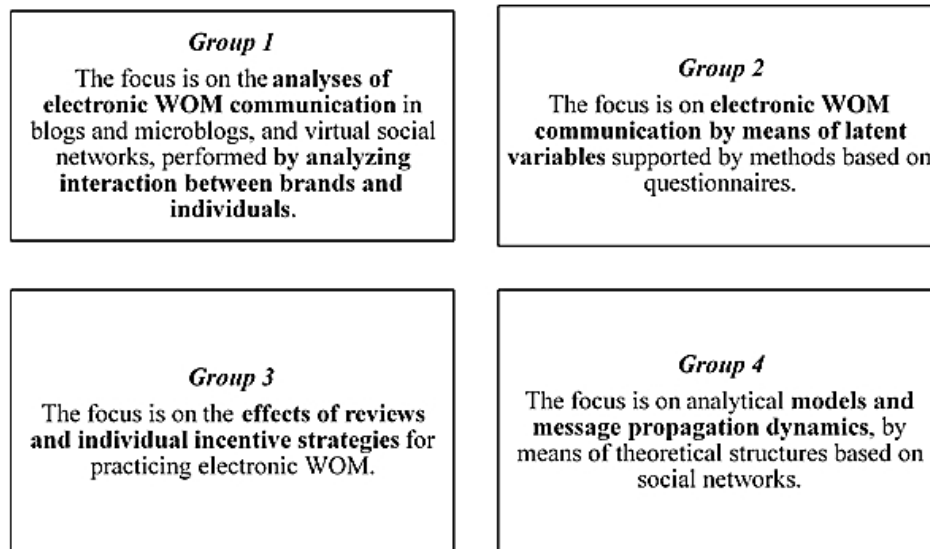 Group 1
The focus is on the analyses of
electronic WOM communication in
blogs and microblogs, and virtual social
networks, performed by analyzing
interaction between brands and
individuals.
Group 2
The focus is on electronic WOM
communication by means of latent
variables supported by methods based on
questionnaires.
Group 3
The focus is on the effects of reviews
and individual incentive strategies for
practicing electronic WOM.
Group 4
The focus is on analytical models and
message propagation dynamics, by
means of theoretical structures based on
social networks.